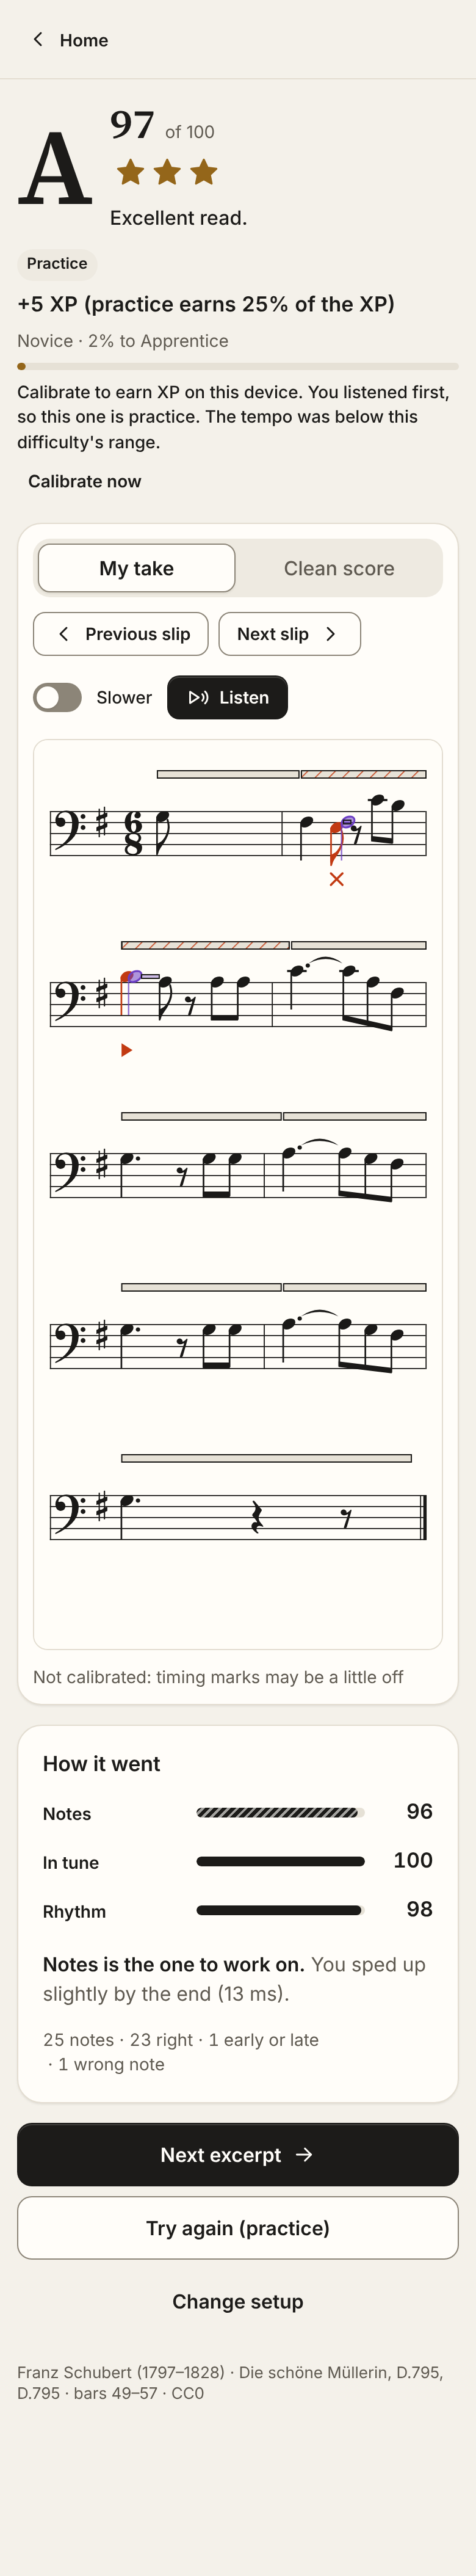 Home
A
97 of 100
Excellent read.
Practice
+5 XP (practice earns 25% of the XP)
Novice · 2% to Apprentice
Calibrate to earn XP on this device. You listened first,
so this one is practice. The tempo was below this
difficulty's range.
Calibrate now
My take
Clean score
Previous slip
Next slip
Slower
Listen
6
8
Not calibrated: timing marks may be a little off
How it went
Notes 96
In tune 100
Rhythm 98
Notes is the one to work on. You sped up
slightly by the end (13 ms).
25 notes · 23 right · 1 early or late
· 1 wrong note
Next excerpt
Try again (practice)
Change setup
Franz Schubert (1797–1828) · Die schöne Müllerin, D.795,
D.795 · bars 49–57 · CC0